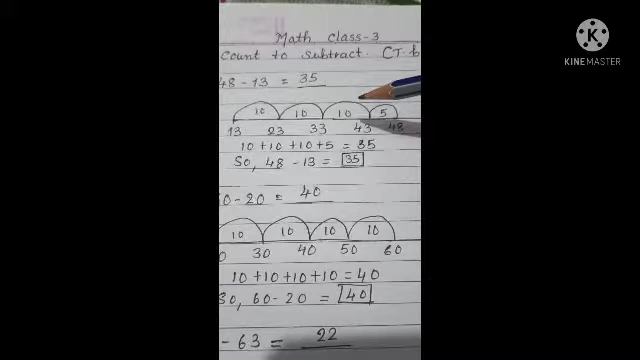 Math Class-3
Count to Subtract. CT.b
48-13 = 35
10 10 10 5
13 23 33 43 48
10+10+10+5 = 35
So, 48-13 = 35
0-20 = 40
10 10 10 10
0 30 40 50 60
10+10+10+10 = 40
So, 60-20 = 40
-63 = 22
KINEMASTER